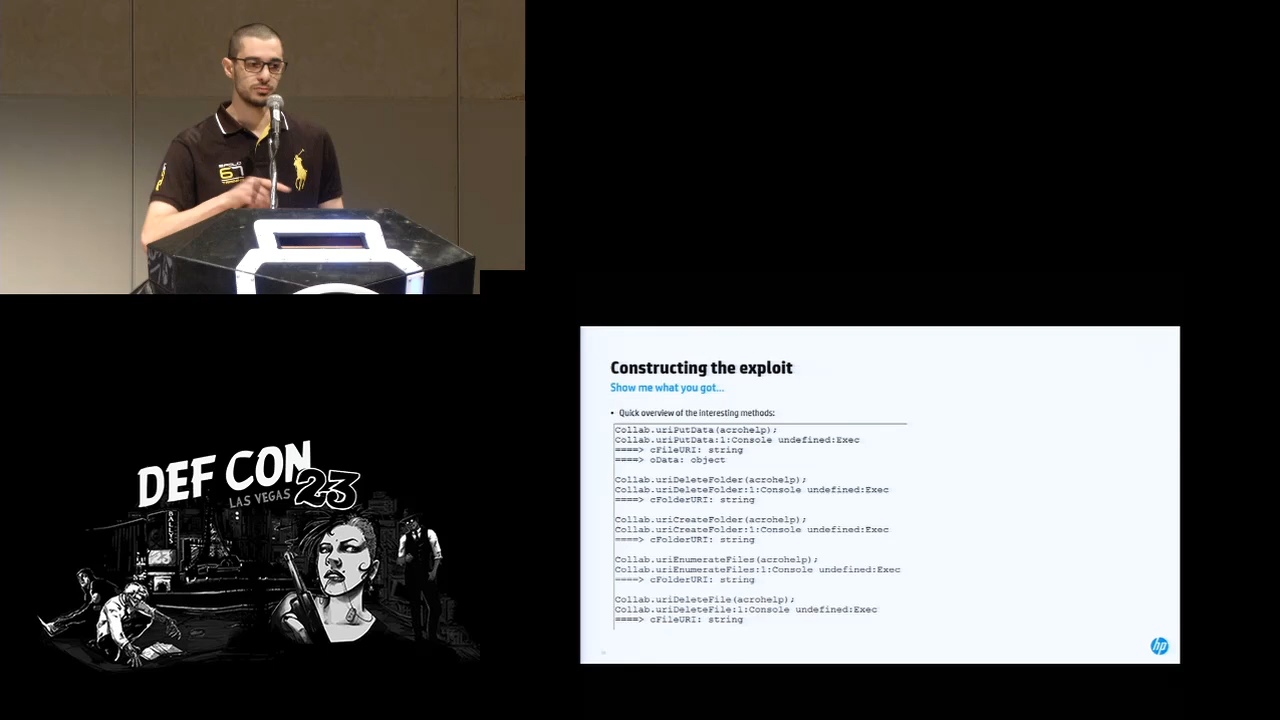 67
DEF CON
23
LAS VEGAS
BALLYS
23
Constructing the exploit
Show me what you got...
• Quick overview of the interesting methods:
Collab.uriPutData(acrohelp);
Collab.uriPutData:1:Console undefined:Exec
====> cFileURI: string
====> oData: object
Collab.uriDeleteFolder(acrohelp);
Collab.uriDeleteFolder:1:Console undefined:Exec
====> cFolderURI: string
Collab.uriCreateFolder(acrohelp);
Collab.uriCreateFolder:1:Console undefined:Exec
====> cFolderURI: string
Collab.uriEnumerateFiles(acrohelp);
Collab.uriEnumerateFiles:1:Console undefined:Exec
====> cFolderURI: string
Collab.uriDeleteFile(acrohelp);
Collab.uriDeleteFile:1:Console undefined:Exec
====> cFileURI: string
hp